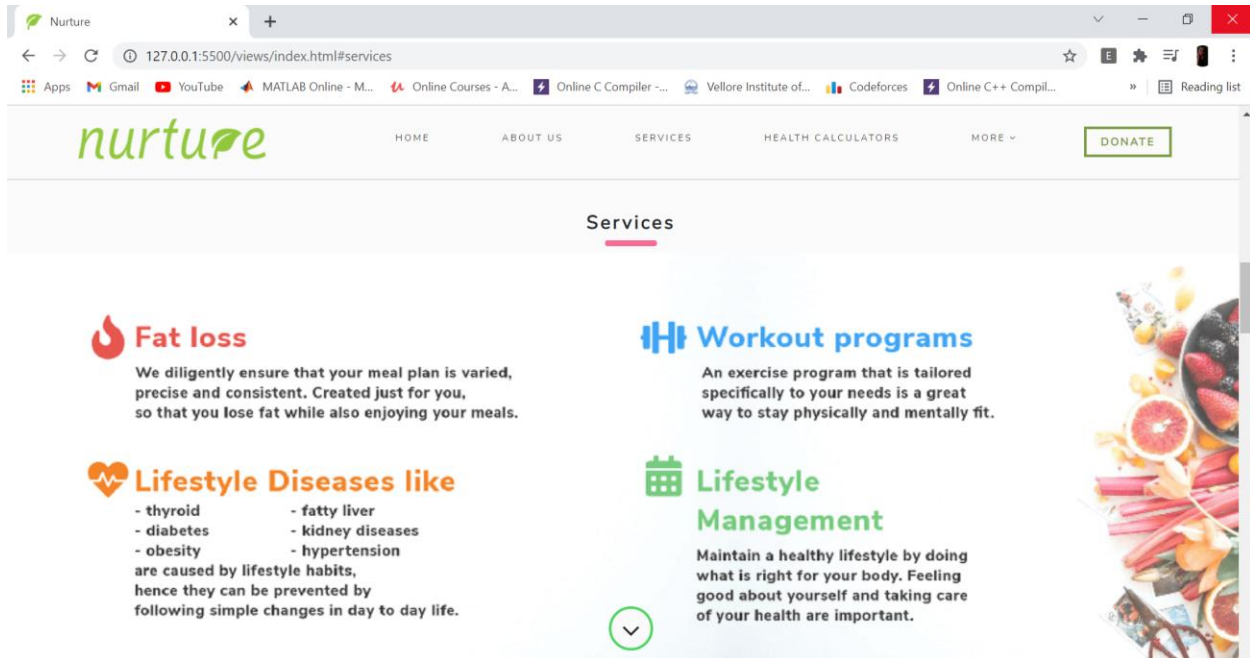 Nurture
127.0.0.1:5500/views/index.html#services
E
Apps Gmail YouTube MATLAB Online - M... Online Courses - A... Online C Compiler -... Vellore Institute of... Codeforces Online C++ Compil... » Reading list
nurture HOME ABOUT US SERVICES HEALTH CALCULATORS MORE DONATE
Services
Fat loss
We diligently ensure that your meal plan is varied,
precise and consistent. Created just for you,
so that you lose fat while also enjoying your meals.
Workout programs
An exercise program that is tailored
specifically to your needs is a great
way to stay physically and mentally fit.
Lifestyle Diseases like
- thyroid - fatty liver
- diabetes - kidney diseases
- obesity - hypertension
are caused by lifestyle habits,
hence they can be prevented by
following simple changes in day to day life.
Lifestyle
Management
Maintain a healthy lifestyle by doing
what is right for your body. Feeling
good about yourself and taking care
of your health are important.